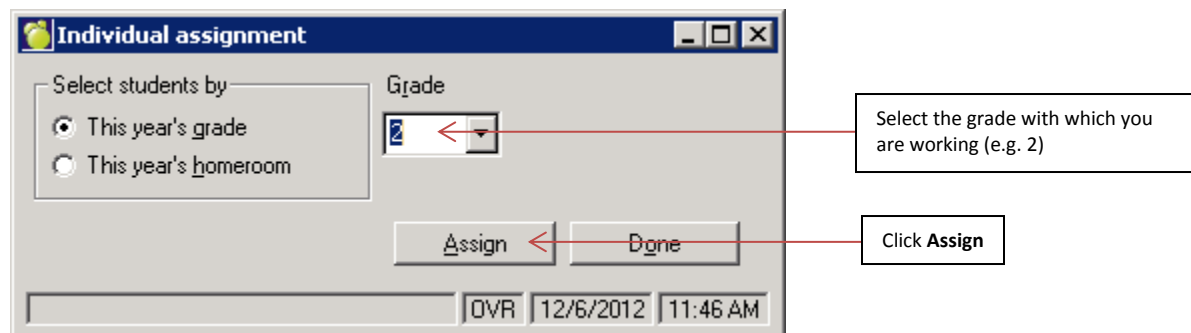 Individual assignment
Select students by
Grade
This year's grade
2
This year's homeroom
Select the grade with which you
are working (e.g. 2)
Assign
Done
Click Assign
OVR 12/6/2012 11:46 AM